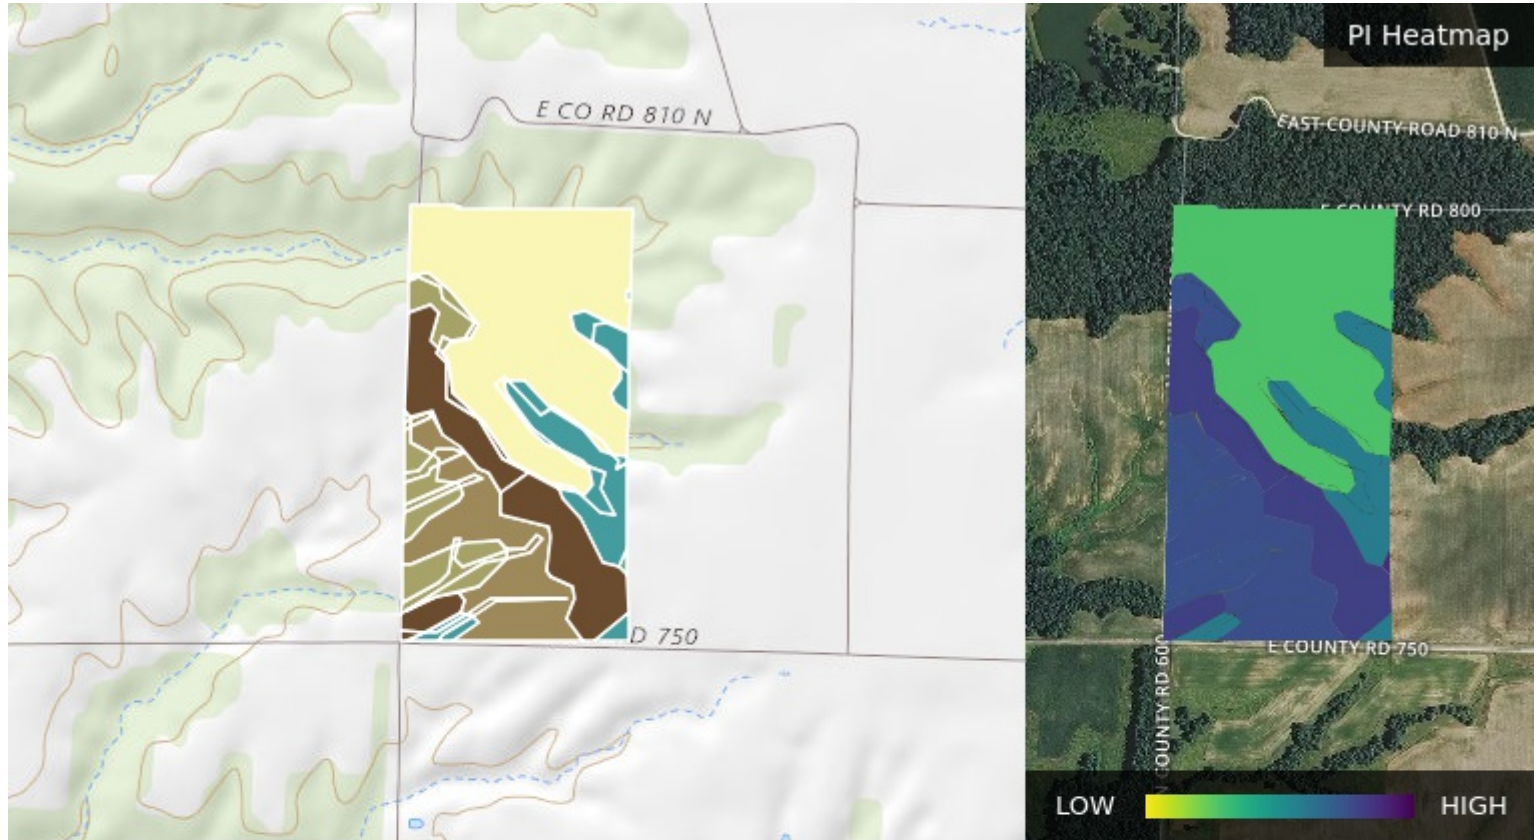 PI Heatmap
E CO RD 810 N
EAST COUNTY ROAD 810 N
E COUNTY RD 800
D 750
E COUNTY RD 750
N COUNTY RD 600
LOW
HIGH